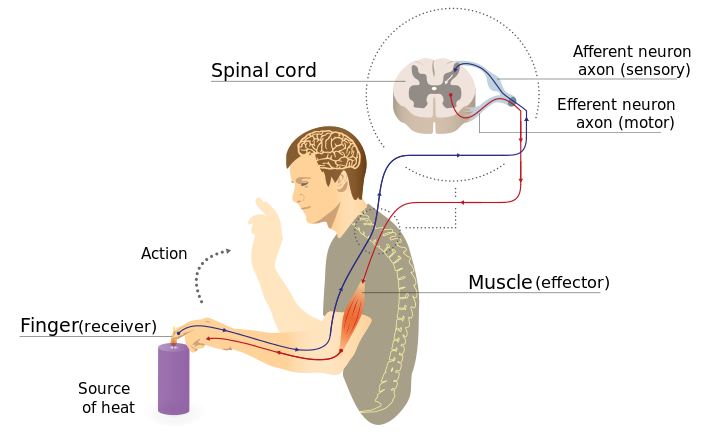 Spinal cord
Afferent neuron
axon (sensory)
Efferent neuron
axon (motor)
Action
Muscle (effector)
Finger(receiver)
Source
of heat